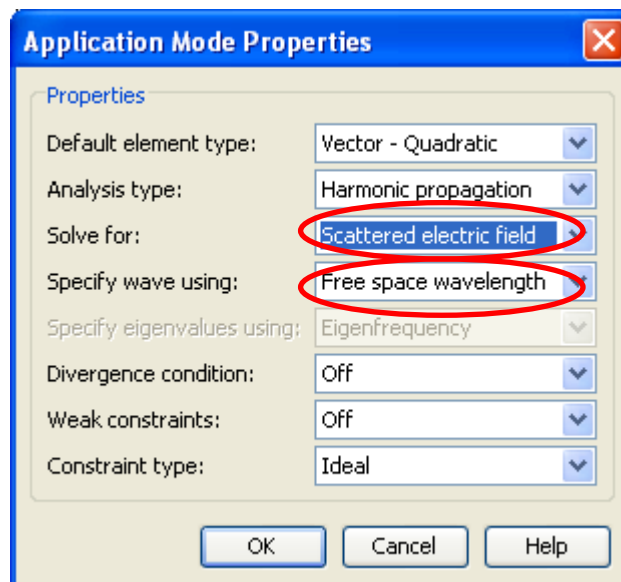 Application Mode Properties
Properties
Default element type: Vector - Quadratic
Analysis type: Harmonic propagation
Solve for: Scattered electric field
Specify wave using: Free space wavelength
Specify eigenvalues using: Eigenfrequency
Divergence condition: Off
Weak constraints: Off
Constraint type: Ideal
OK Cancel Help